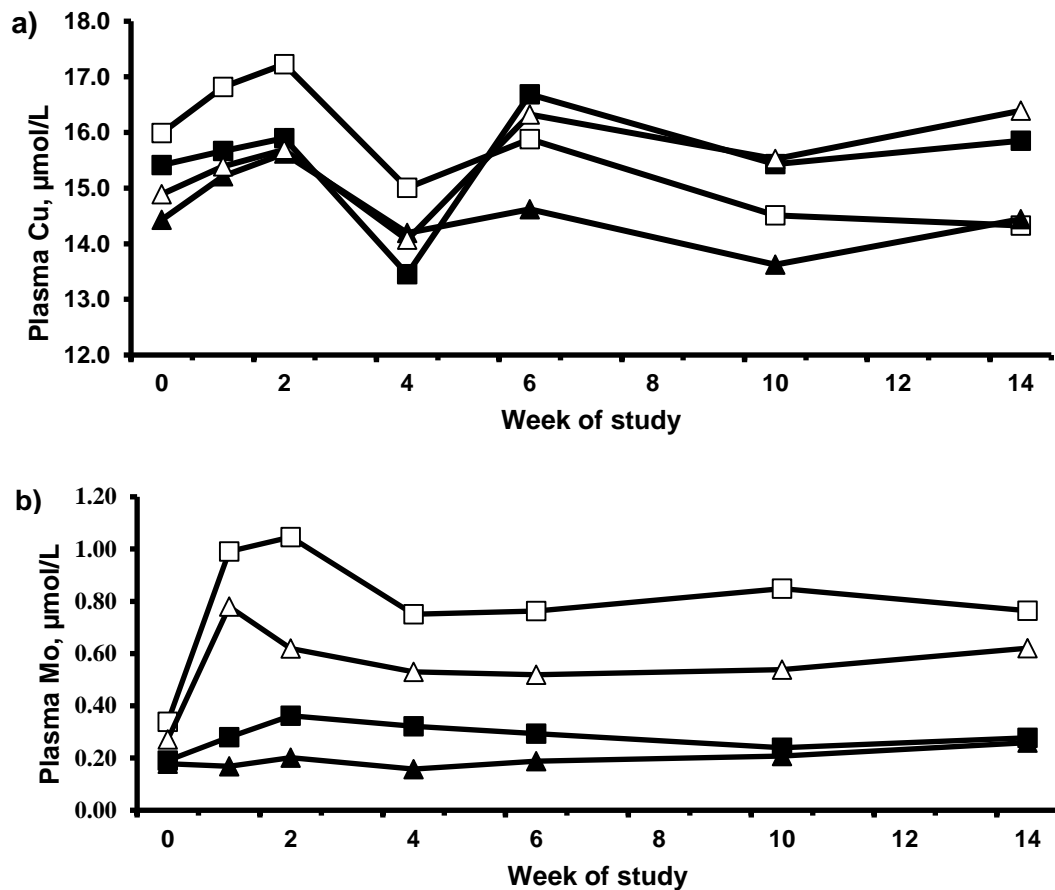 a)
Plasma Cu, µmol/L
18.0
17.0
16.0
15.0
14.0
13.0
12.0
0 2 4 6 8 10 12 14
Week of study
b)
Plasma Mo, µmol/L
1.20
1.00
0.80
0.60
0.40
0.20
0.00
0 2 4 6 8 10 12 14
Week of study